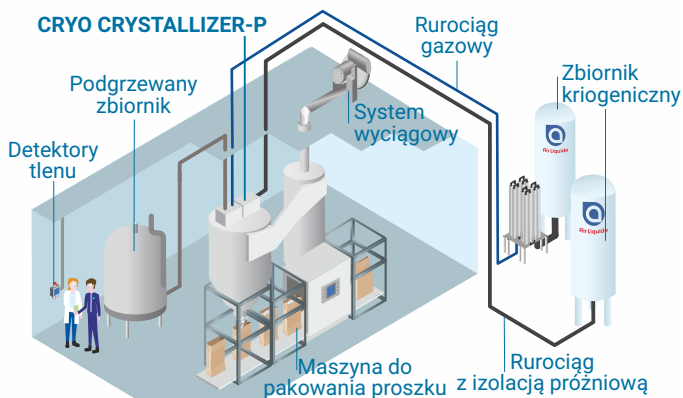 CRYO CRYSTALLIZER-P
Rurociąg
gazowy
Zbiornik
kriogeniczny
Podgrzewany
zbiornik
System
wyciągowy
Detektory
tlenu
Air Liquide
Air Liquide
Maszyna do
pakowania proszku
Rurociąg
z izolacją próżniową